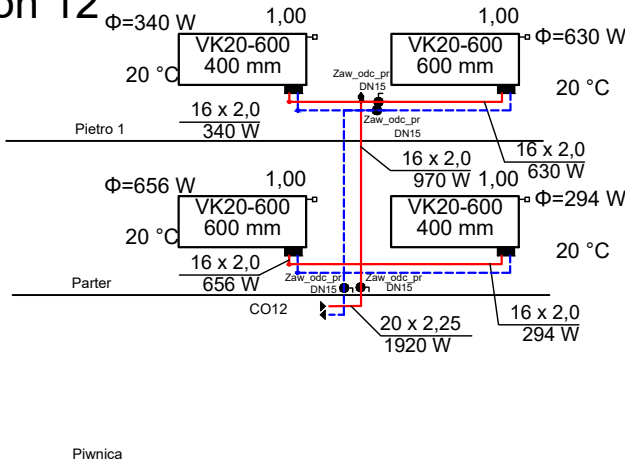 on 12
Φ=340 W
1,00
1,00
VK20-600
400 mm
VK20-600
600 mm
Φ=630 W
20 °C
Zaw_odc_pr
DN15
20 °C
16 x 2,0
340 W
Zaw_odc_pr
DN15
Pietro 1
16 x 2,0
970 W
16 x 2,0
630 W
Φ=656 W
1,00
1,00
VK20-600
600 mm
VK20-600
400 mm
Φ=294 W
20 °C
20 °C
16 x 2,0
656 W
Zaw_odc_pr
DN15
Zaw_odc_pr
DN15
Parter
CO12
20 x 2,25
1920 W
16 x 2,0
294 W
Piwnica